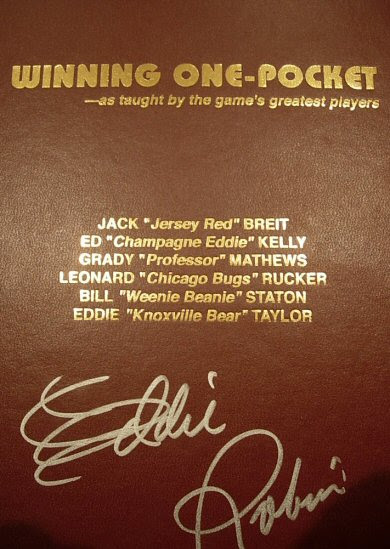 WINNING ONE-POCKET
—as taught by the game's greatest players
JACK "Jersey Red" BREIT
ED "Champagne Eddie" KELLY
GRADY "Professor" MATHEWS
LEONARD "Chicago Bugs" RUCKER
BILL "Weenie Beanie" STATON
EDDIE "Knoxville Bear" TAYLOR
Eddie
Robin